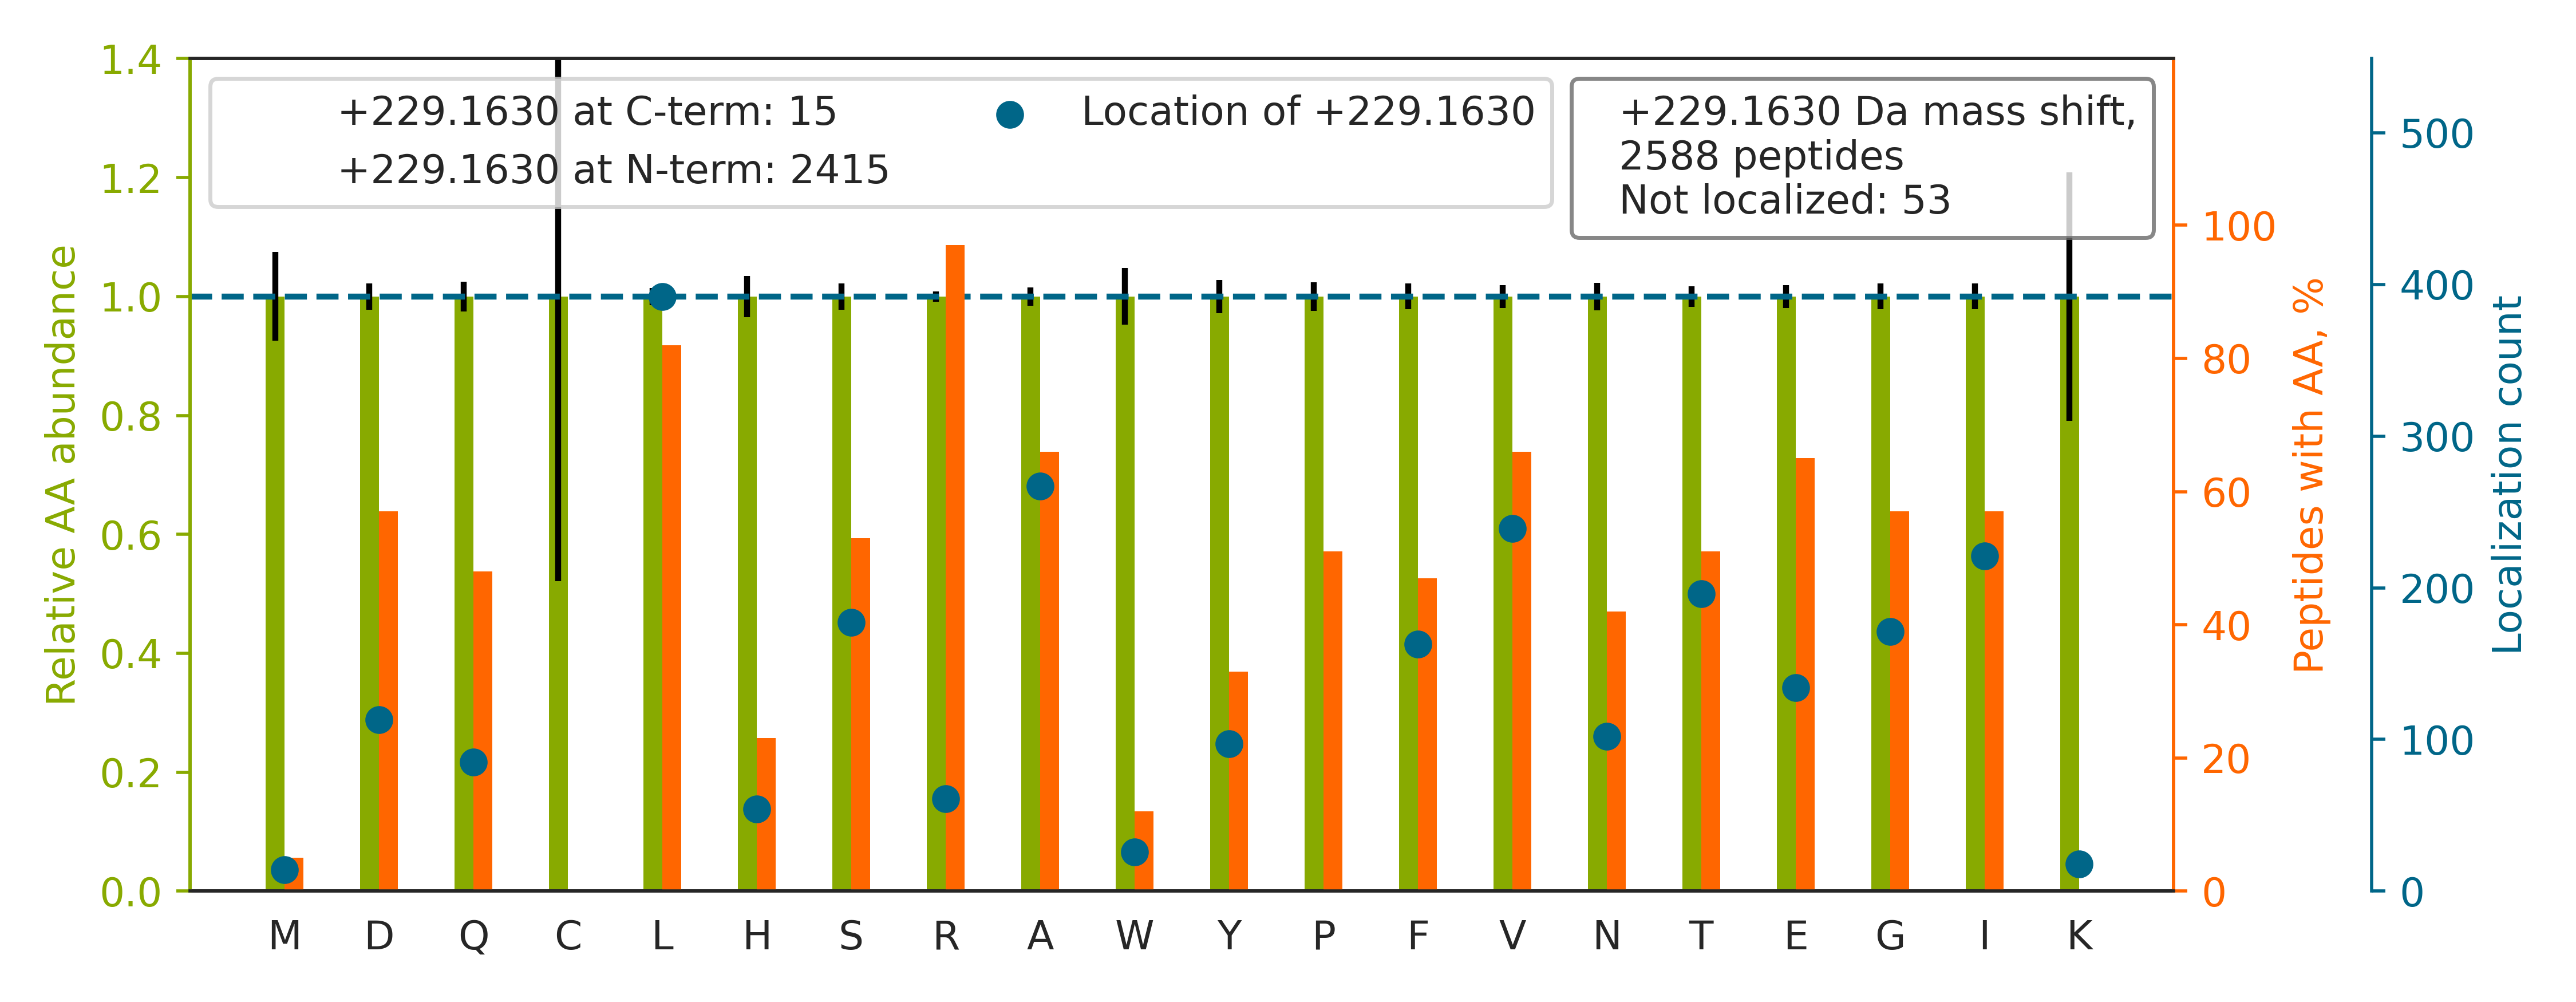 1.4
1.2
1.0
0.8
0.6
0.4
0.2
0.0
Relative AA abundance
+229.1630 at C-term: 15
+229.1630 at N-term: 2415
Location of +229.1630
+229.1630 Da mass shift,
2588 peptides
Not localized: 53
100
80
60
40
20
0
Peptides with AA, %
500
400
300
200
100
0
Localization count
M D Q C L H S R A W Y P F V N T E G I K